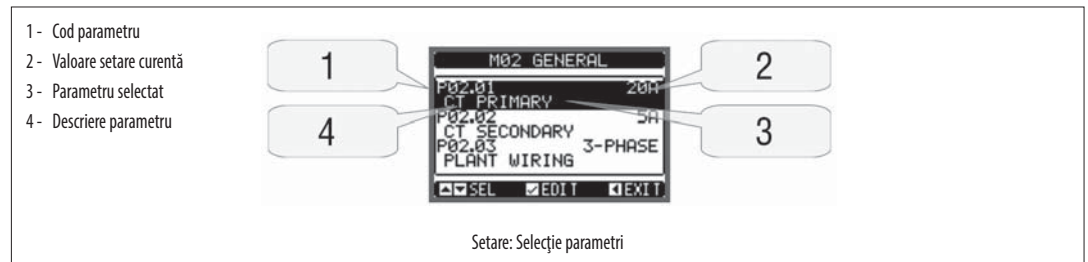 1 - Cod parametru
2 - Valoare setare curentă
3 - Parametru selectat
4 - Descriere parametru
1
2
4
3
M02 GENERAL
P02.01 20A
CT PRIMARY
P02.02 5A
CT SECONDARY
P02.03 3-PHASE
PLANT WIRING
SEL EDIT EXIT
Setare: Selecţie parametri